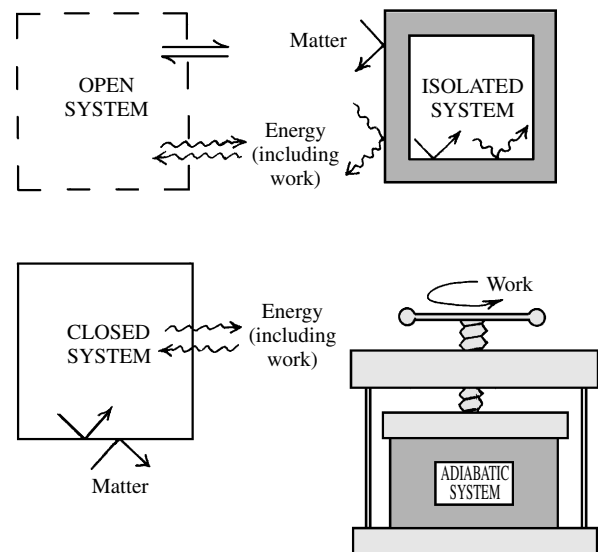 OPEN
SYSTEM
Energy
(including
work)
Matter
ISOLATED
SYSTEM
CLOSED
SYSTEM
Energy
(including
work)
Matter
Work
ADIABATIC
SYSTEM